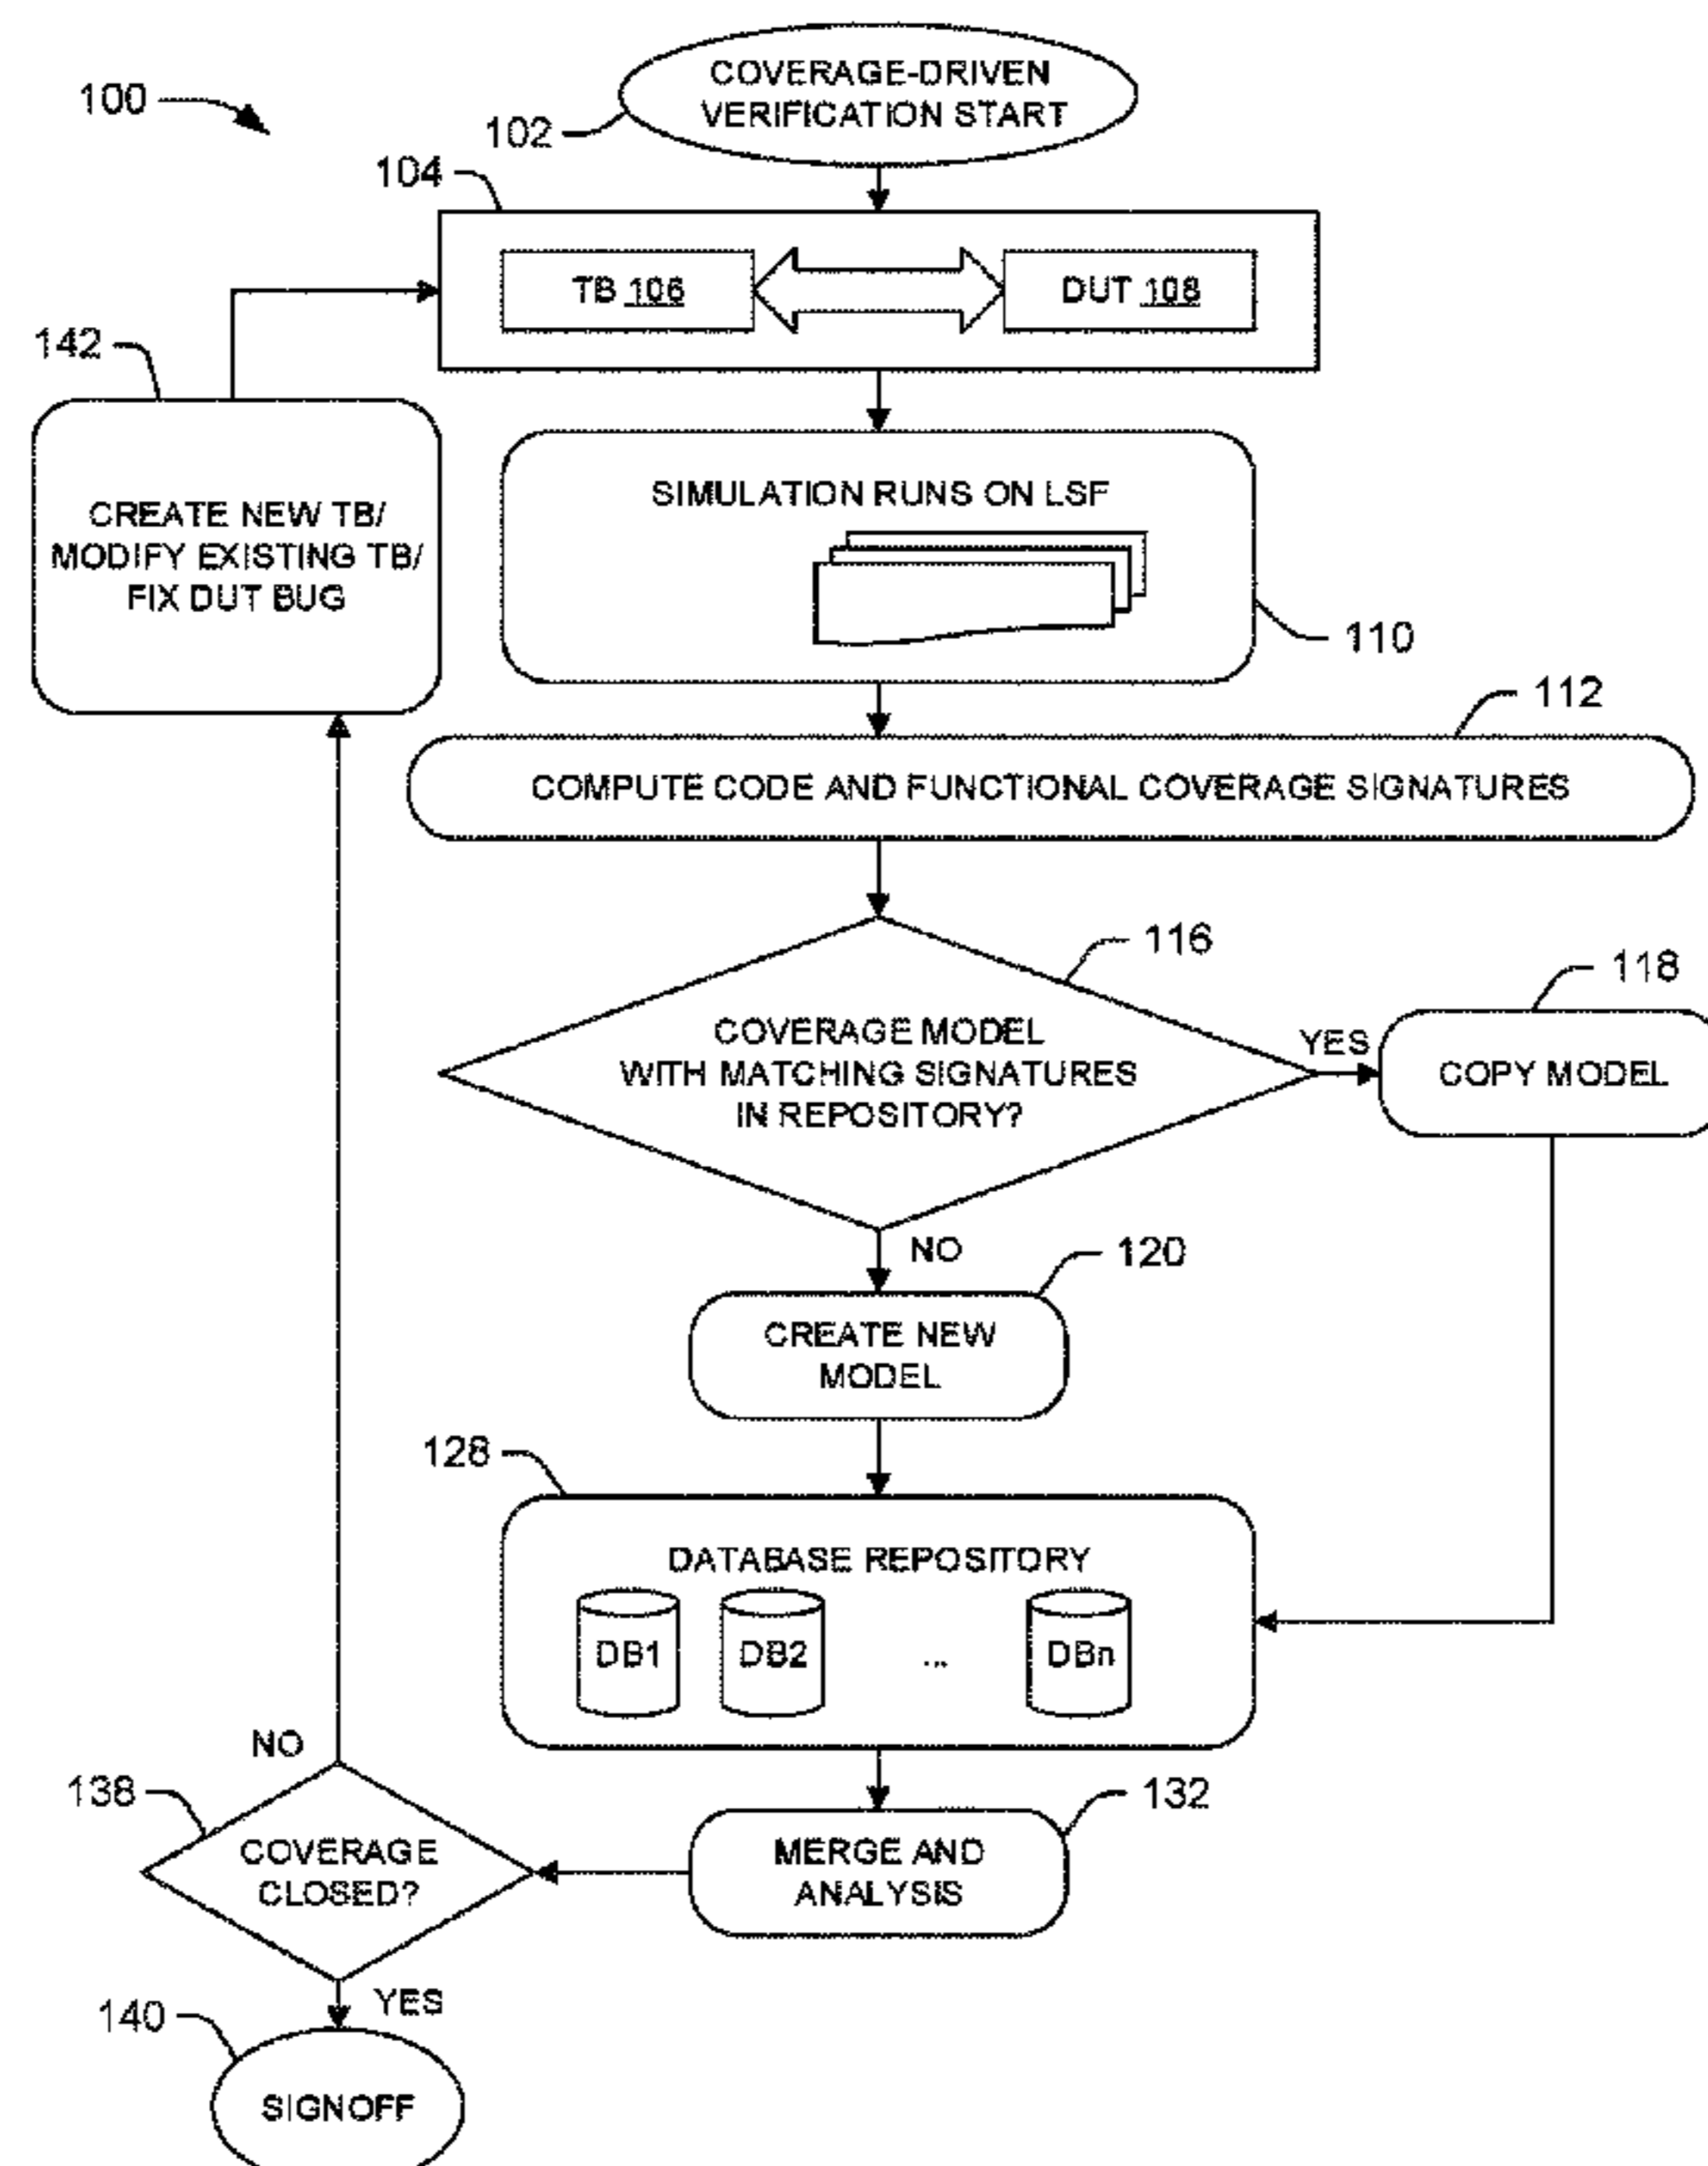 100
COVERAGE-DRIVEN
VERIFICATION START
102
104
TB 106
DUT 108
142
CREATE NEW TB/
MODIFY EXISTING TB/
FIX DUT BUG
SIMULATION RUNS ON LSF
110
112
COMPUTE CODE AND FUNCTIONAL COVERAGE SIGNATURES
116
COVERAGE MODEL
WITH MATCHING SIGNATURES
IN REPOSITORY?
YES
118
COPY MODEL
NO
120
CREATE NEW
MODEL
128
DATABASE REPOSITORY
DB1
DB2
...
DBn
NO
138
COVERAGE
CLOSED?
132
MERGE AND
ANALYSIS
YES
140
SIGNOFF